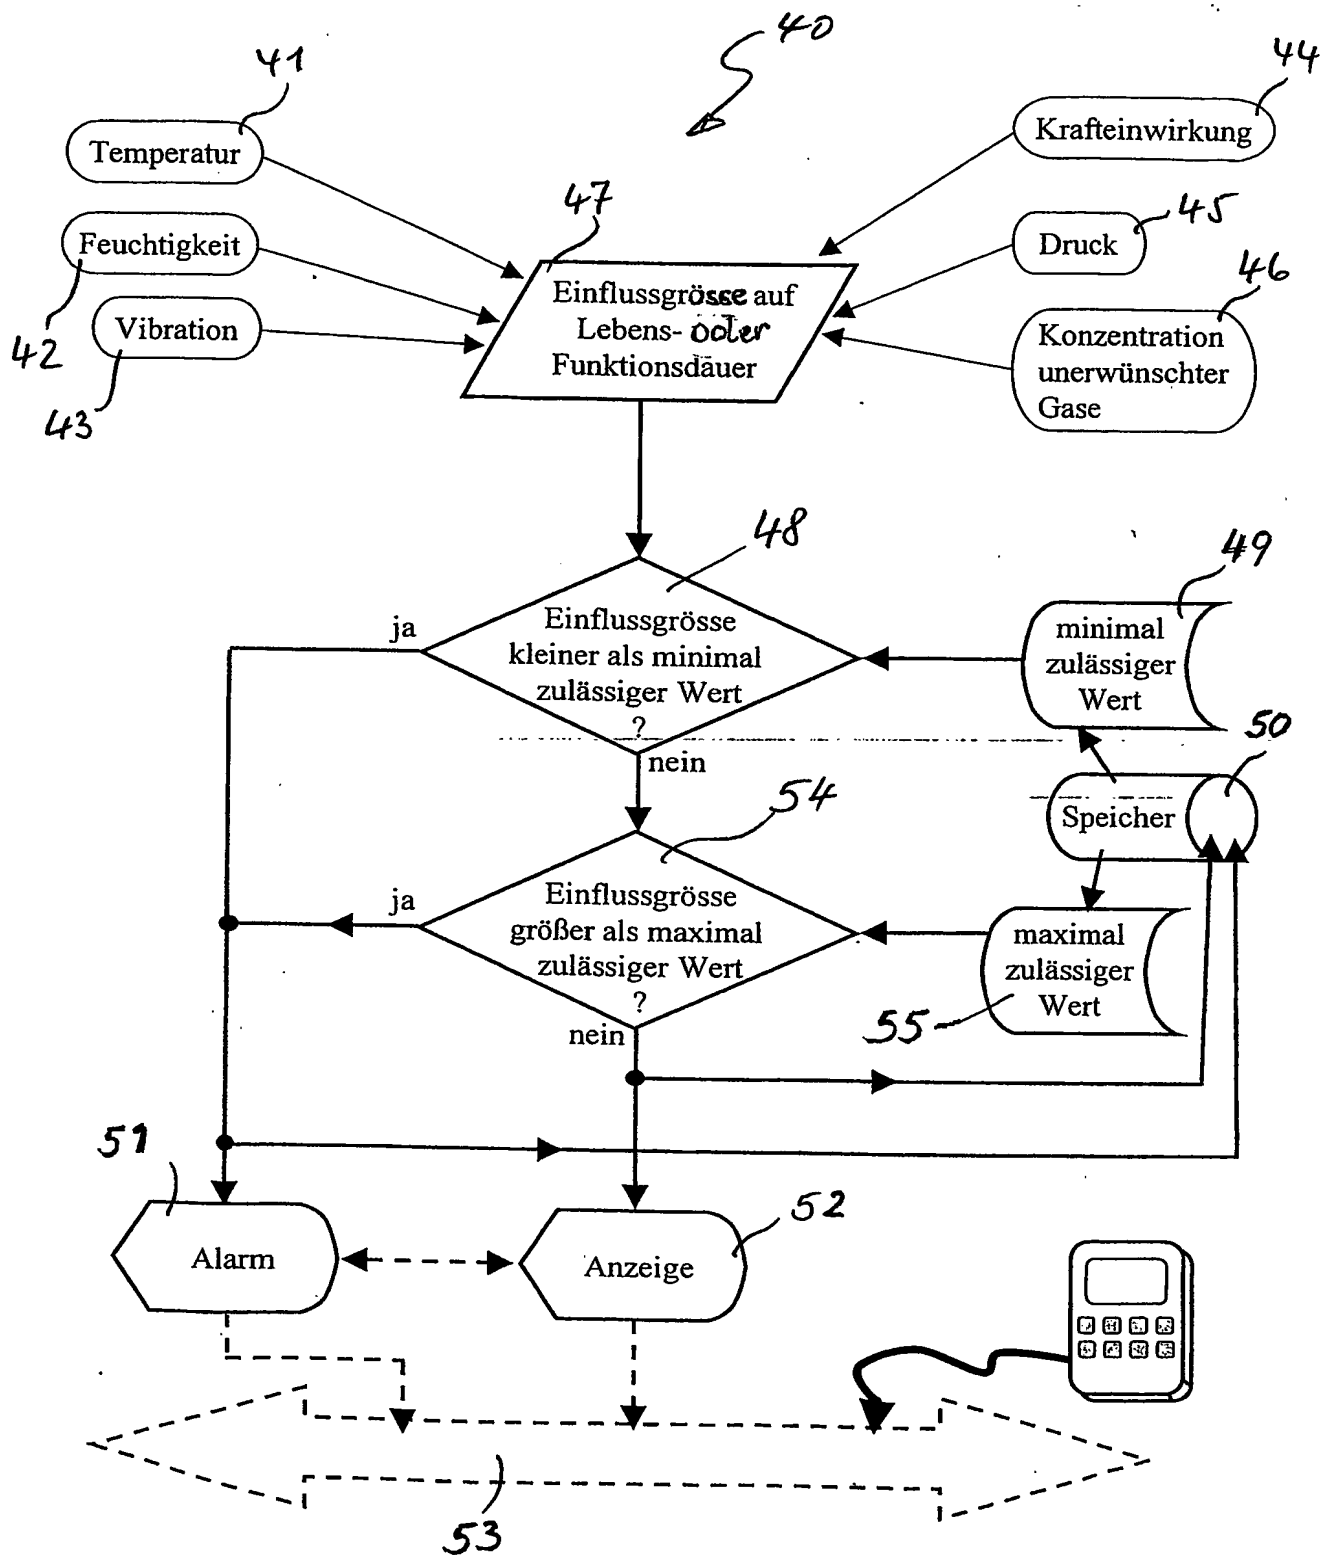 40
41
44
Temperatur
Krafteinwirkung
47
45
Feuchtigkeit
Druck
42
46
Vibration
43
Einflussgrösse auf
Lebens- oder
Funktionsdäuer
Konzentration
unerwünschter
Gase
48
49
ja
Einflussgrösse
kleiner als minimal
zulässiger Wert
?
minimal
zulässiger
Wert
50
nein
54
Speicher
ja
Einflussgrösse
größer als maximal
zulässiger Wert
?
maximal
zulässiger
Wert
55
nein
51
52
Alarm
Anzeige
53